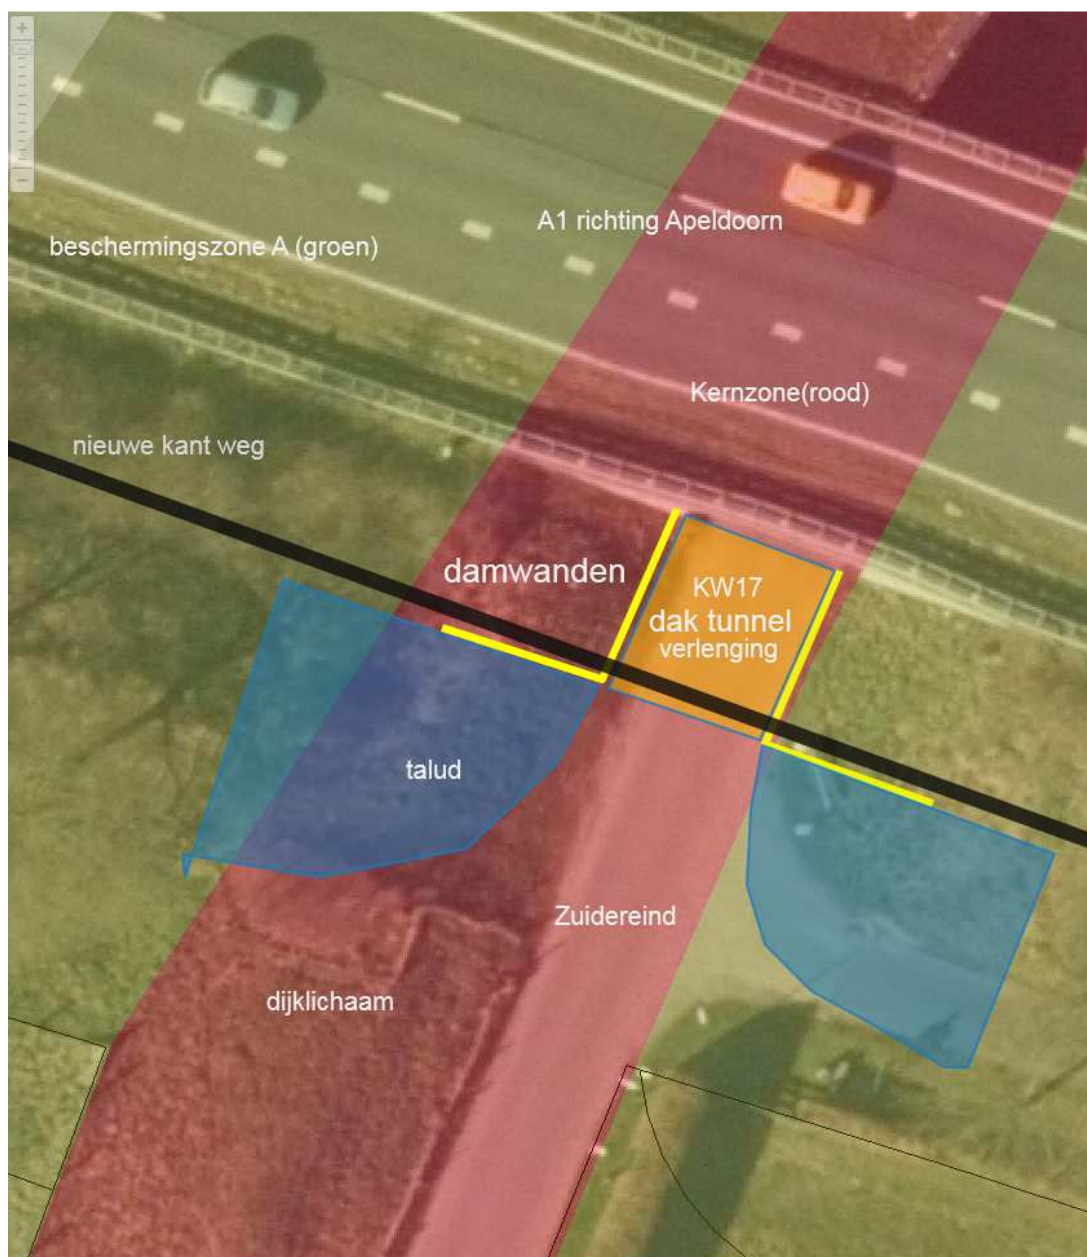 A1 richting Apeldoorn
beschermingszone A (groen)
Kernzone(rood)
nieuwe kant weg
damwanden
KW17
dak tunnel
verlenging
talud
Zuidereind
dijklichaam